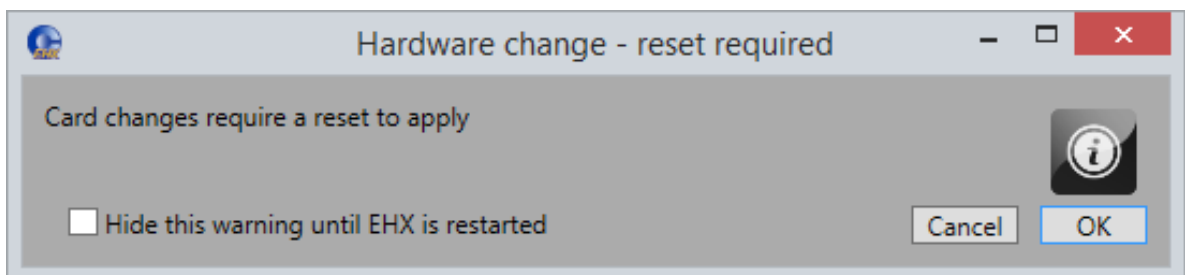 EHX
Hardware change - reset required
Card changes require a reset to apply
Hide this warning until EHX is restarted
Cancel
OK